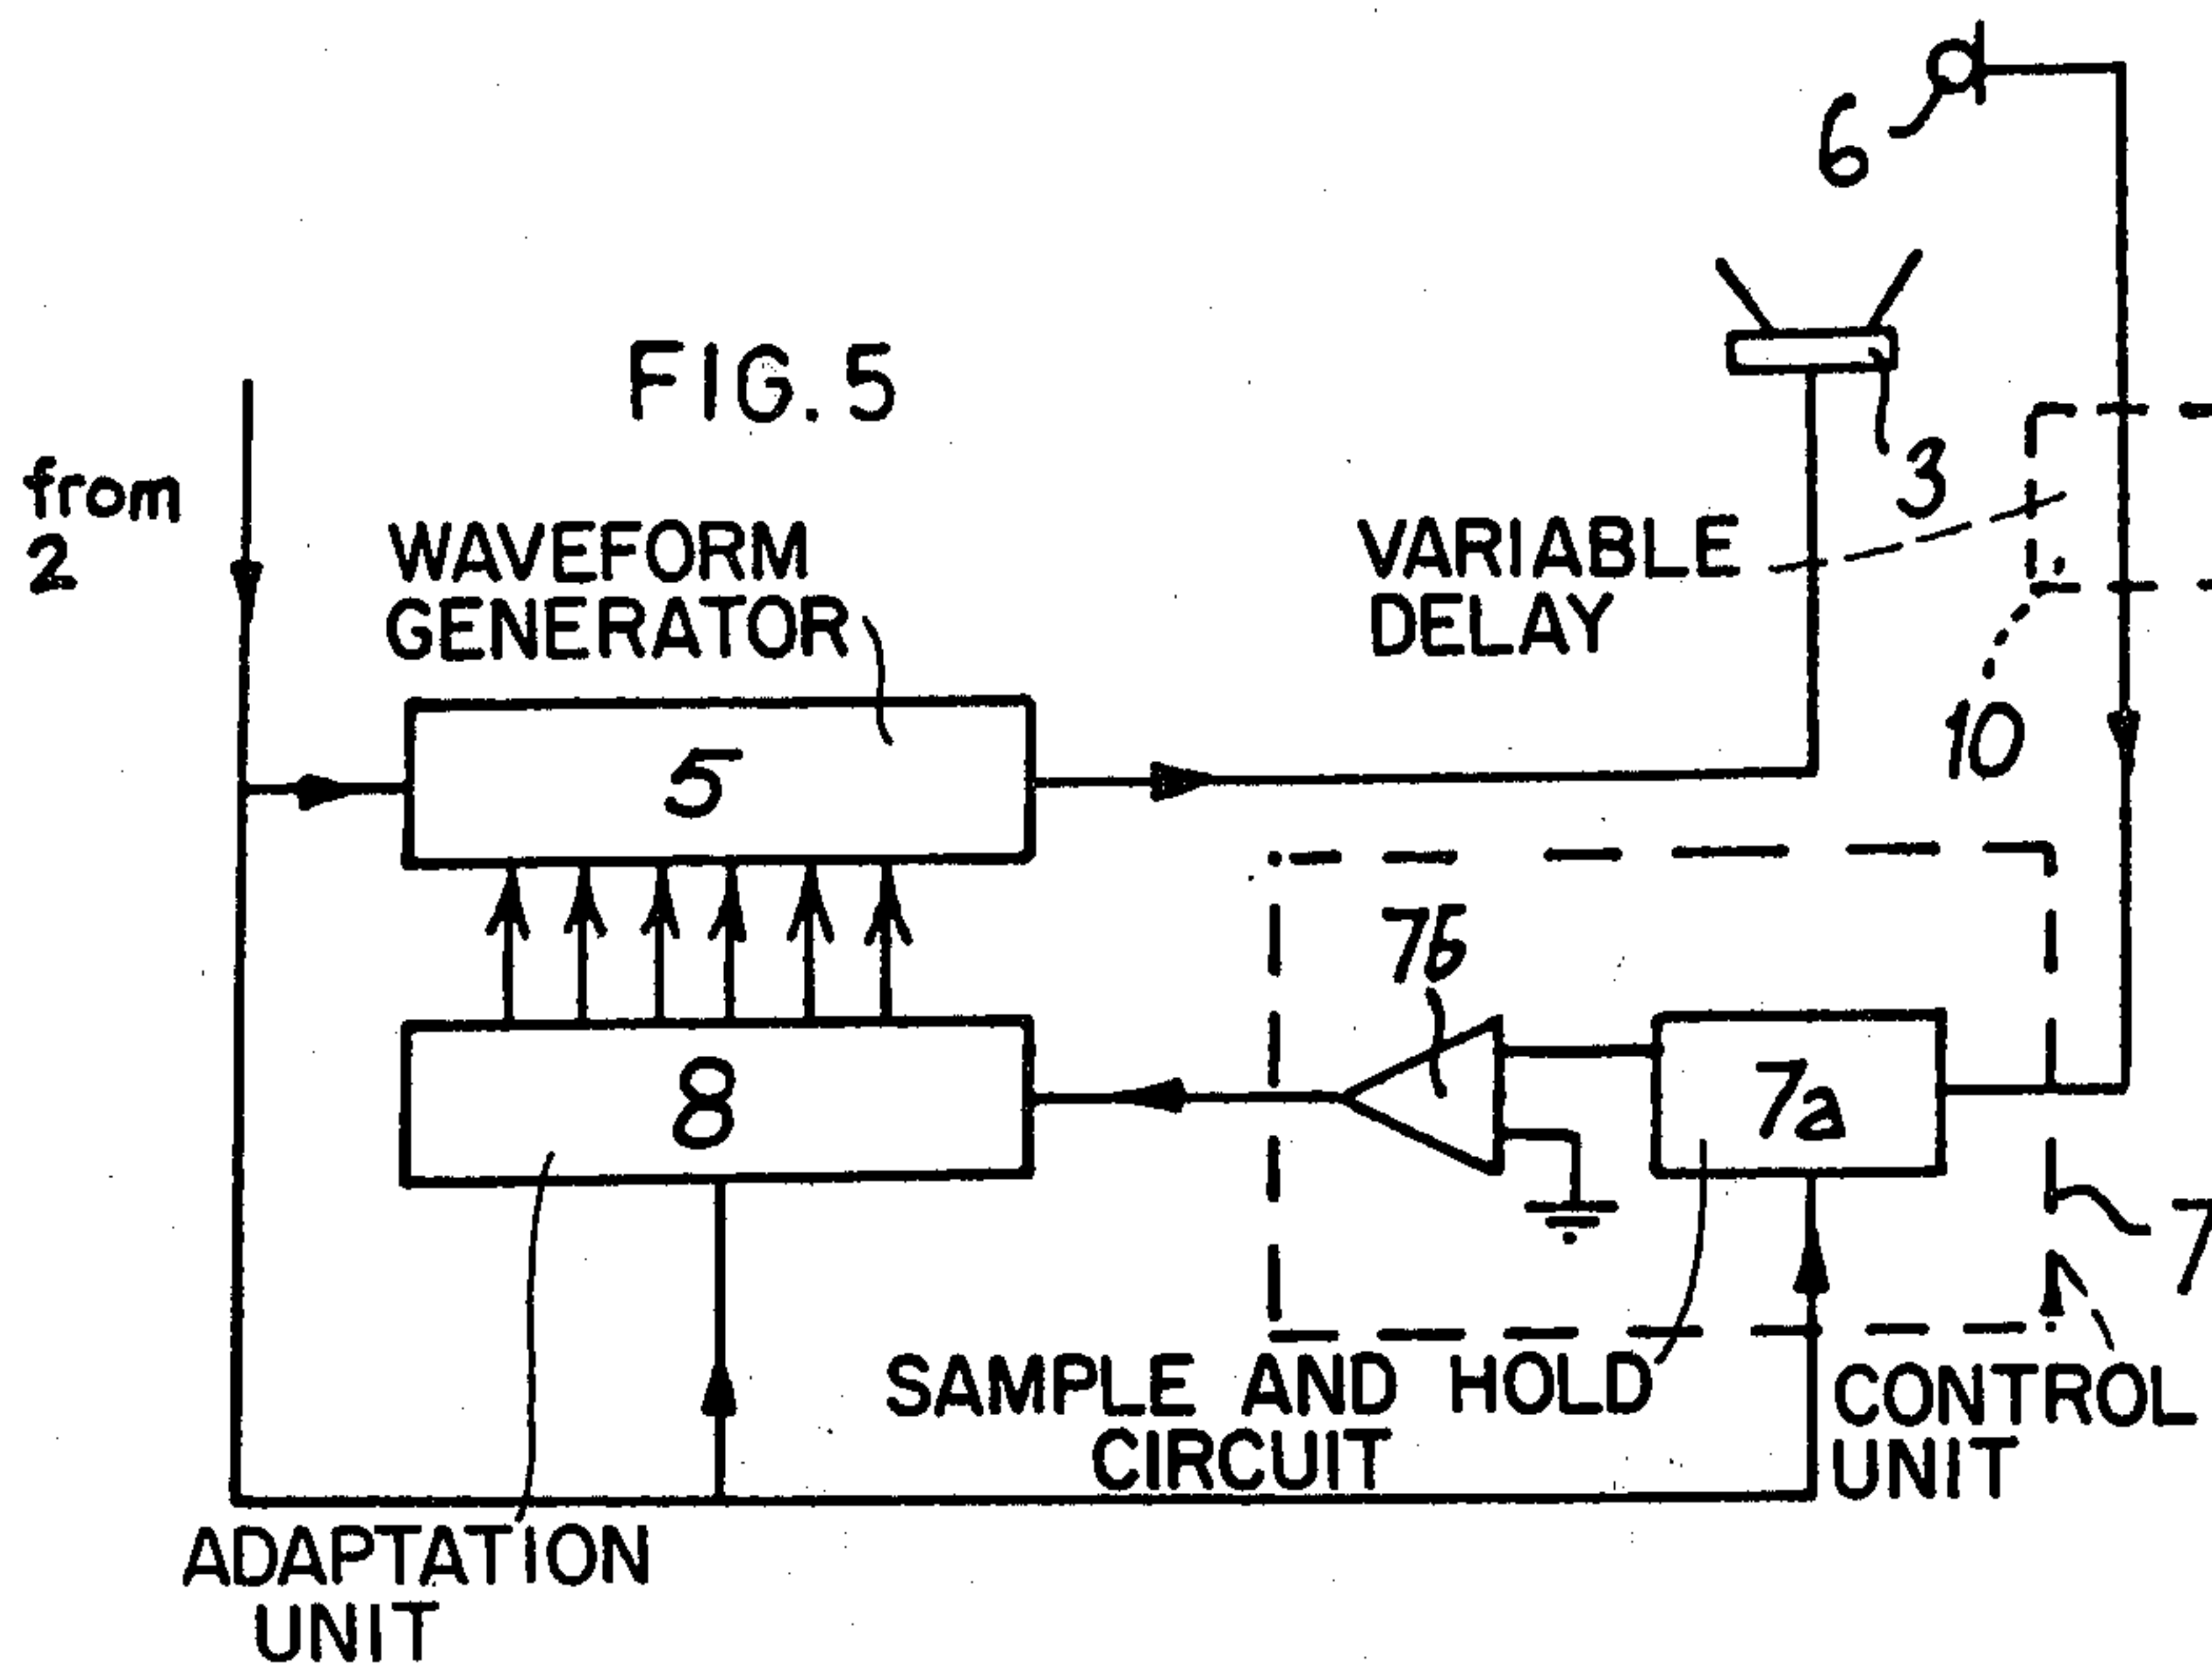 6
FIG. 5
3
from
2
WAVEFORM
GENERATOR
VARIABLE
DELAY
10
5
7b
8
7a
7
SAMPLE AND HOLD
CIRCUIT
CONTROL
UNIT
ADAPTATION
UNIT